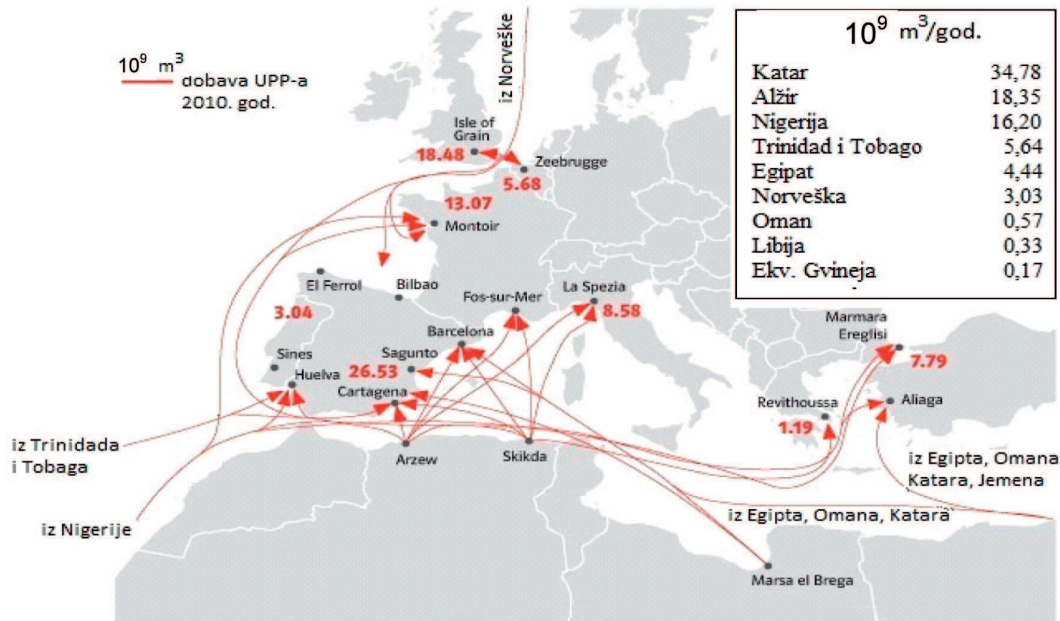 10⁹ m³
dobava UPP-a
2010. god.
iz Norveške
10⁹ m³/god.
Katar 34,78
Alžir 18,35
Nigerija 16,20
Trinidad i Tobago 5,64
Egipat 4,44
Norveška 3,03
Oman 0,57
Libija 0,33
Ekv. Gvineja 0,17
Isle of
Grain
18.48
Zeebrugge
5.68
13.07
Montoir
El Ferrol
Bilbao
Fos-sur-Mer
La Spezia
8.58
3.04
Barcelona
Marmara
Ereglisi
7.79
Sines
Sagunto
Huelva
26.53
Cartagena
Revithoussa
Aliaga
1.19
iz Trinidada
i Tobaga
Arzew
Skikda
iz Egipta, Omana
Katara, Jemena
iz Nigerije
iz Egipta, Omana, Katara
Marsa el Brega